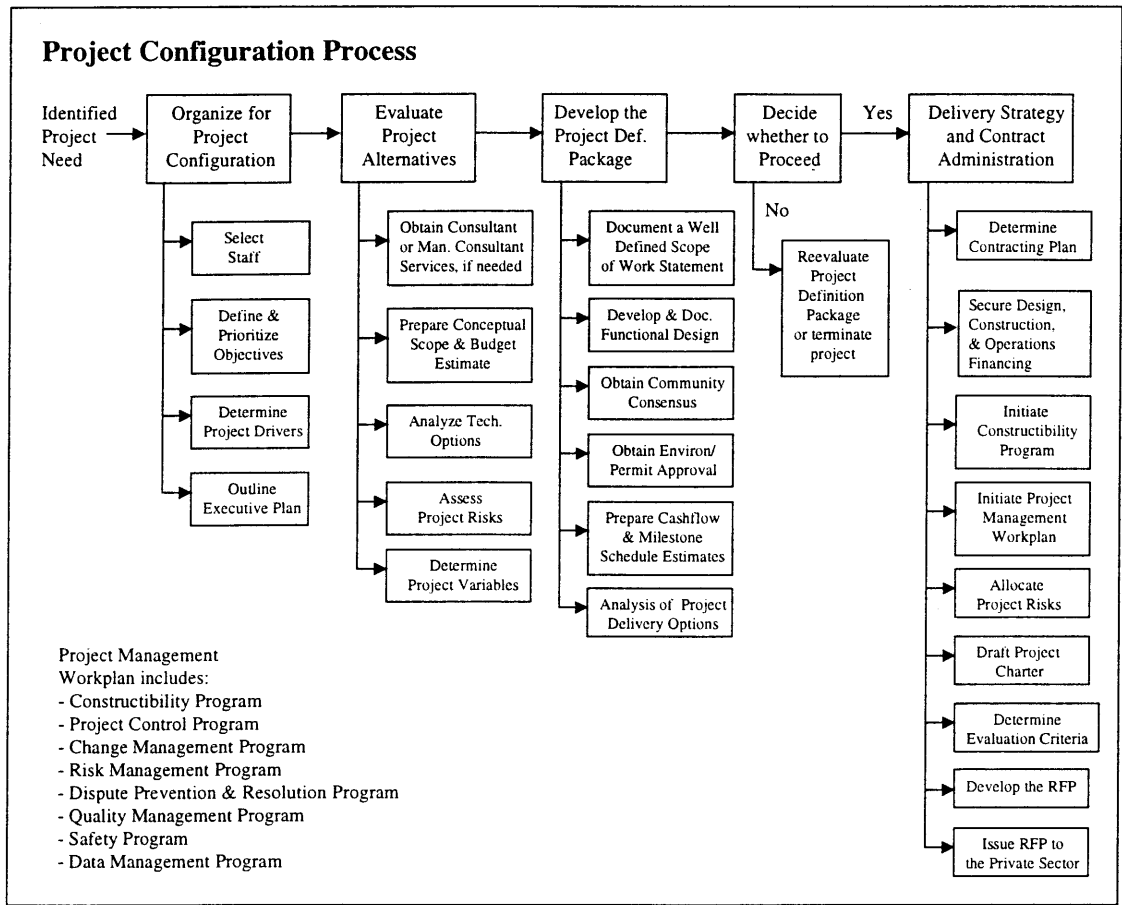 Project Configuration Process
Identified
Project
Need
Organize for
Project
Configuration
Evaluate
Project
Alternatives
Develop the
Project Def.
Package
Decide
whether to
Proceed
Yes
Delivery Strategy
and Contract
Administration
Select
Staff
Define &
Prioritize
Objectives
Determine
Project Drivers
Outline
Executive Plan
Obtain Consultant
or Man. Consultant
Services, if needed
Prepare Conceptual
Scope & Budget
Estimate
Analyze Tech.
Options
Assess
Project Risks
Determine
Project Variables
Document a Well
Defined Scope
of Work Statement
Develop & Doc.
Functional Design
Obtain Community
Consensus
Obtain Environ/
Permit Approval
Prepare Cashflow
& Milestone
Schedule Estimates
Analysis of Project
Delivery Options
No
Reevaluate
Project
Definition
Package
or terminate
project
Determine
Contracting Plan
Secure Design,
Construction,
& Operations
Financing
Initiate
Constructibility
Program
Initiate Project
Management
Workplan
Allocate
Project Risks
Draft Project
Charter
Determine
Evaluation Criteria
Develop the RFP
Issue RFP to
the Private Sector
Project Management
Workplan includes:
- Constructibility Program
- Project Control Program
- Change Management Program
- Risk Management Program
- Dispute Prevention & Resolution Program
- Quality Management Program
- Safety Program
- Data Management Program